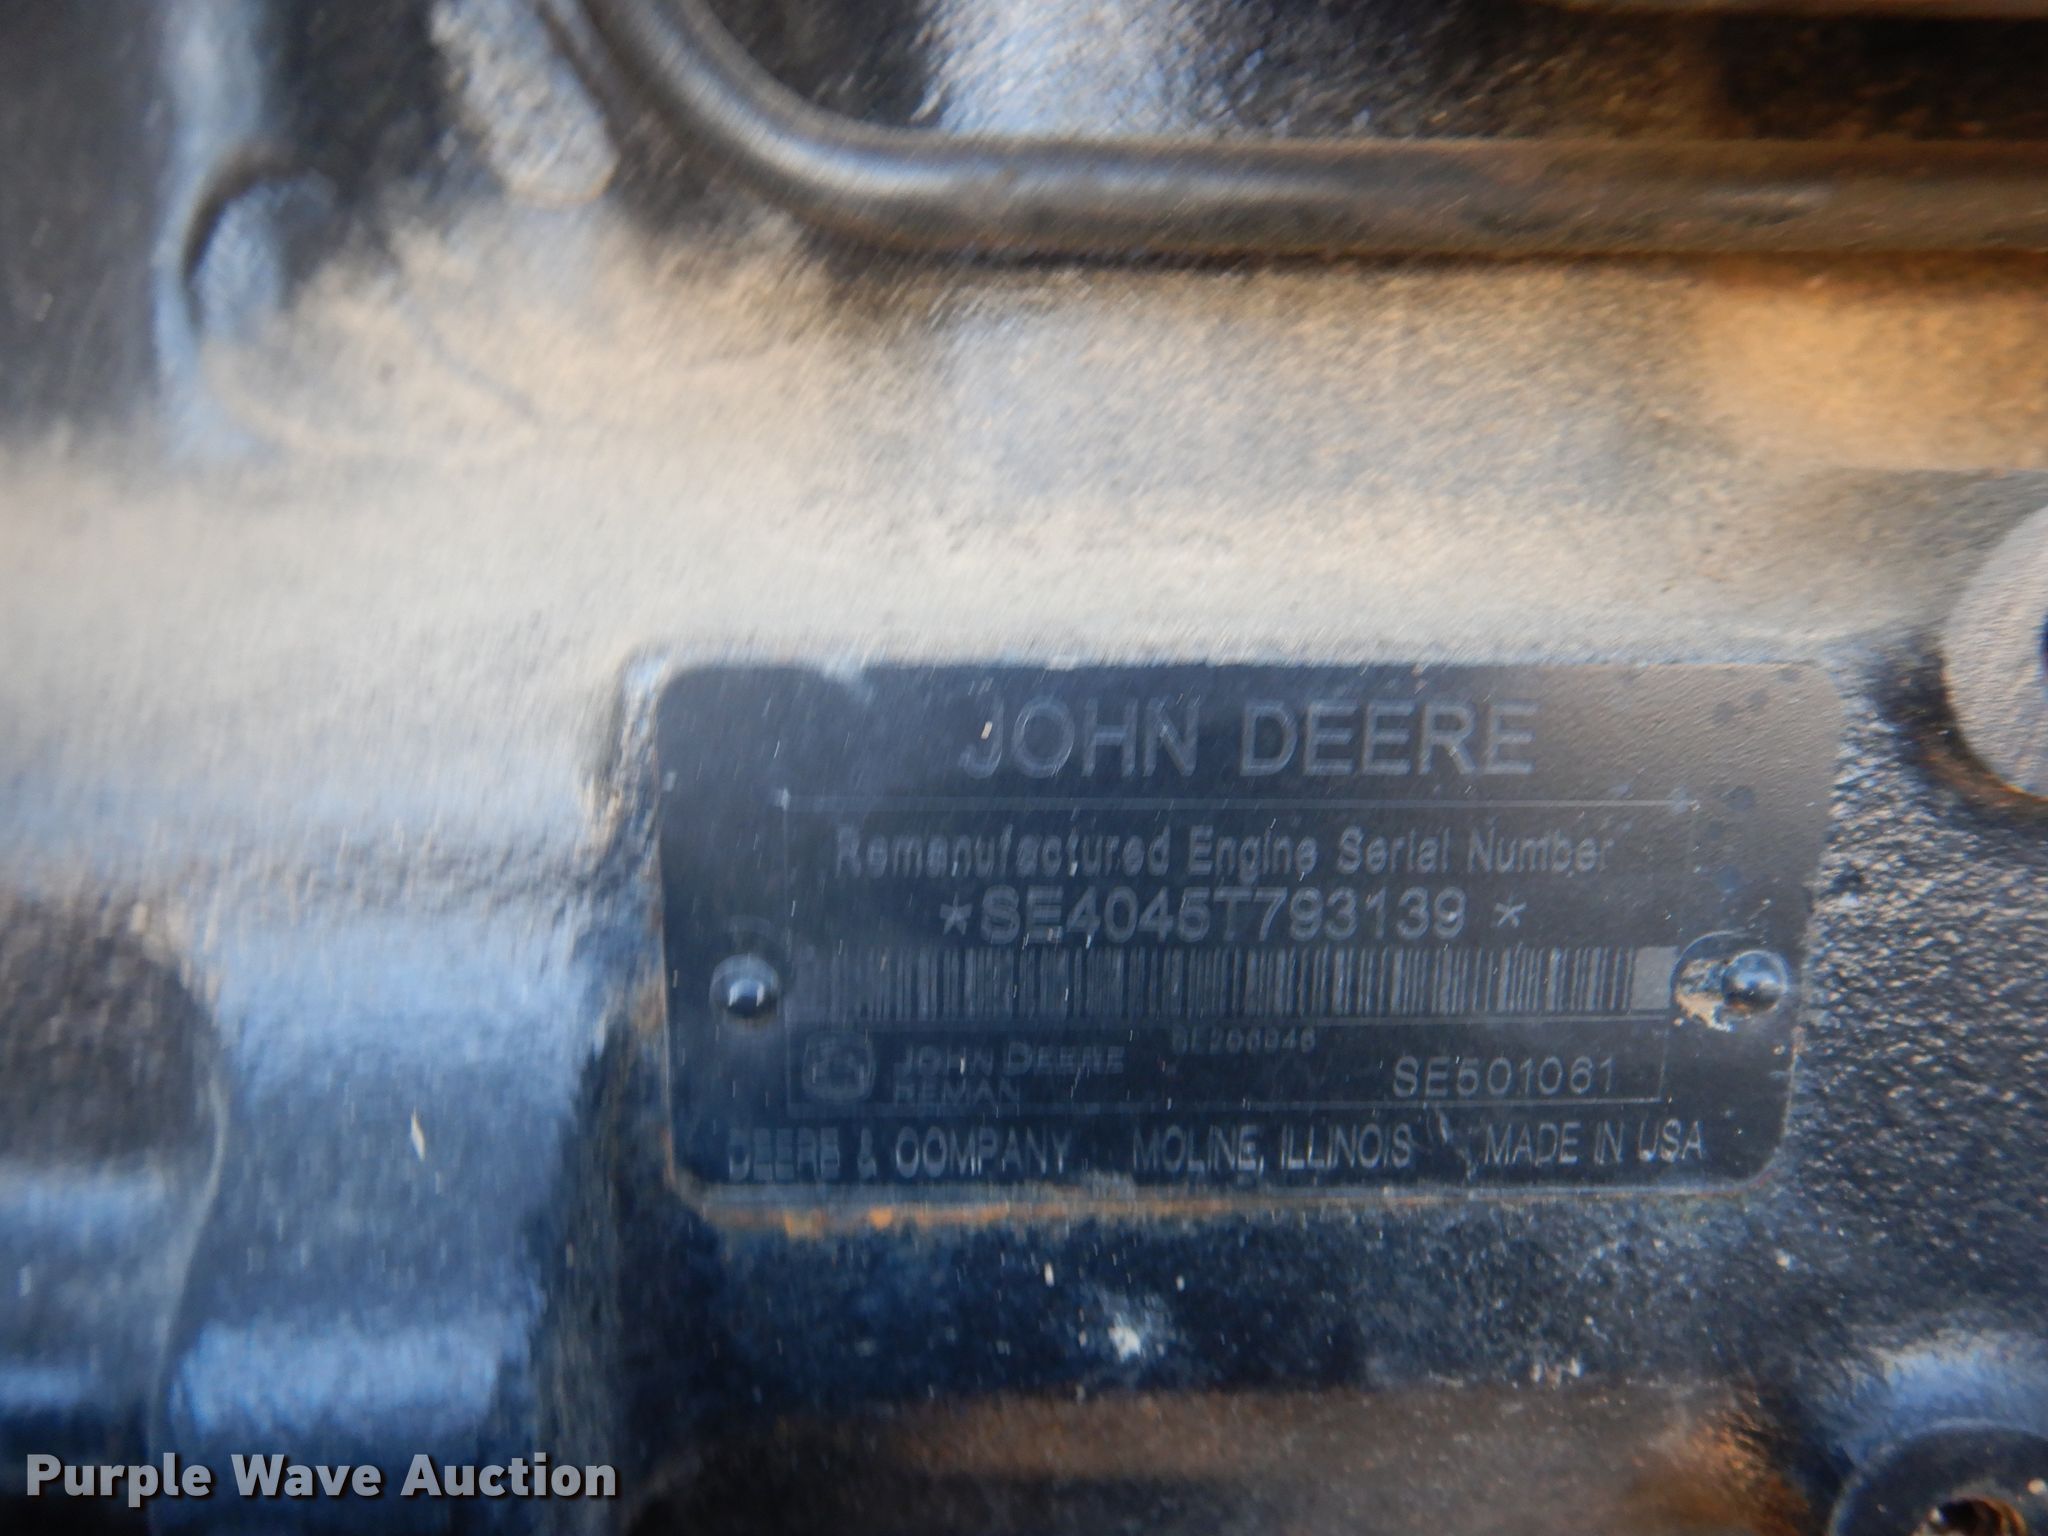 JOHN DEERE
Remanufactured Engine Serial Number
*SE4045T793139 *
JOHN DEERE
REMAN
SE501061
DEERE & COMPANY MOLINE, ILLINOIS MADE IN USA
Purple Wave Auction